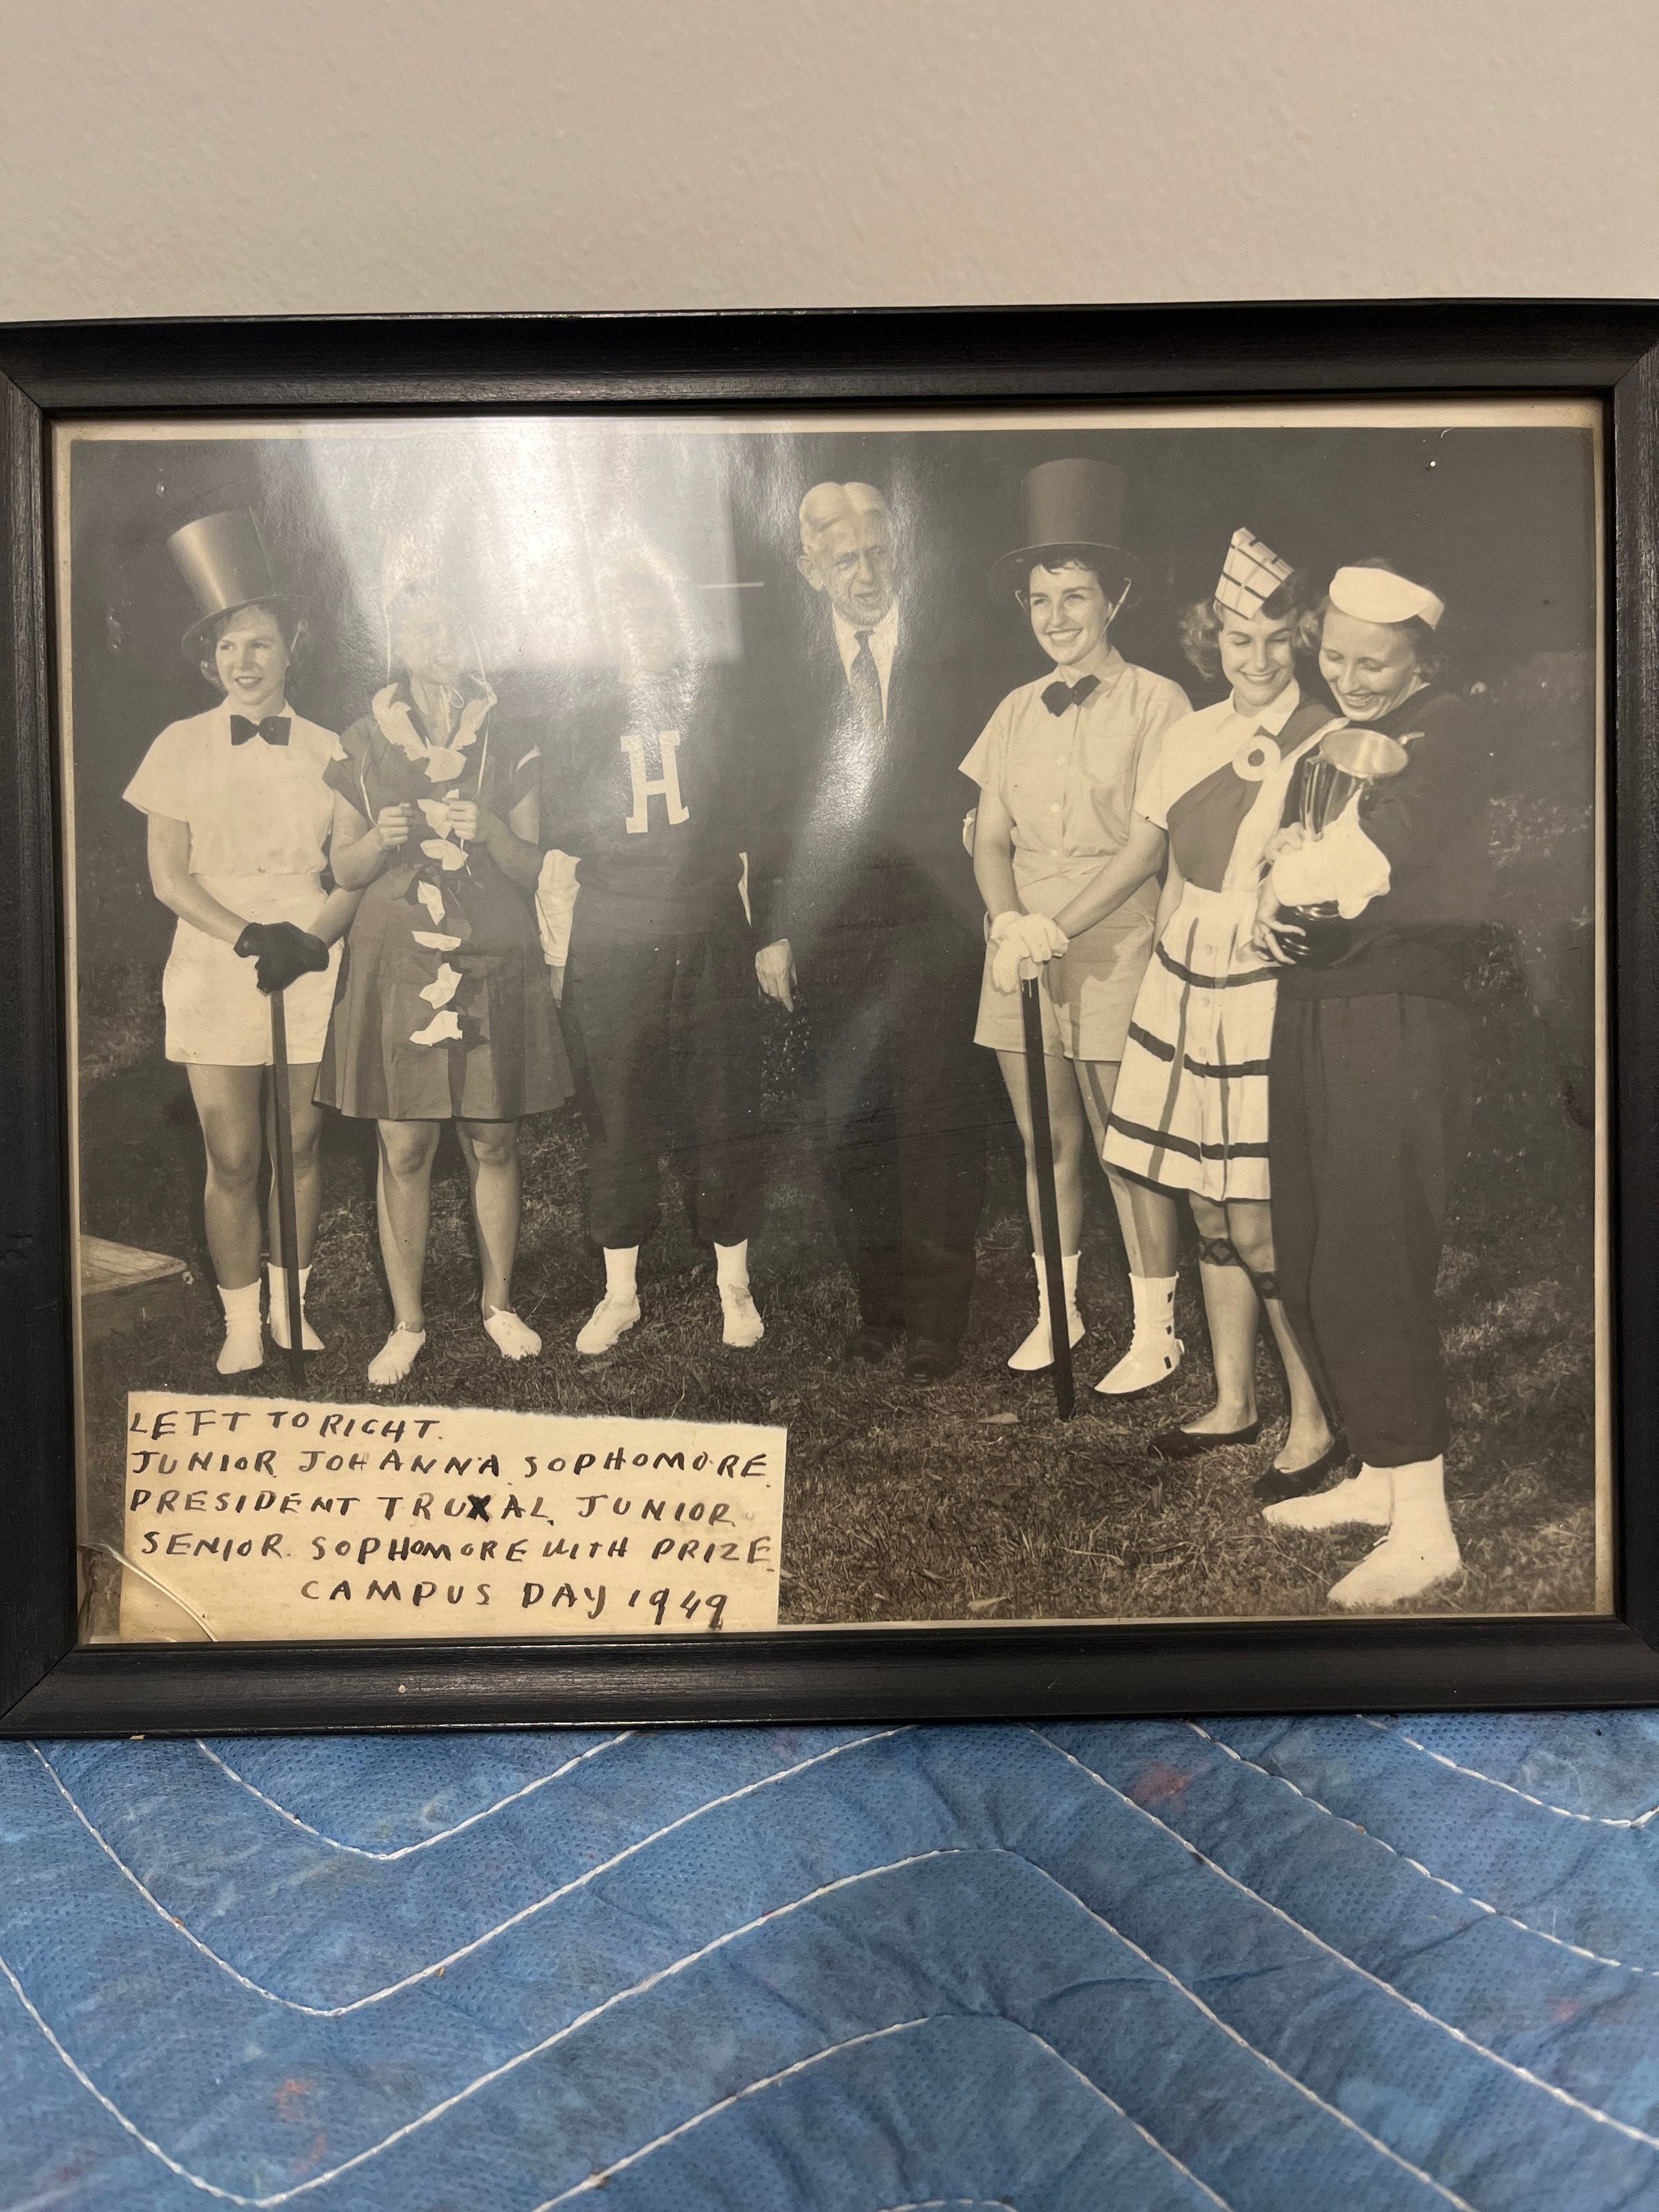 H
LEFT TO RIGHT.
JUNIOR JOHANNA SOPHOMORE
PRESIDENT TRUXAL JUNIOR
SENIOR. SOPHOMORE WITH PRIZE
CAMPUS DAY 1949